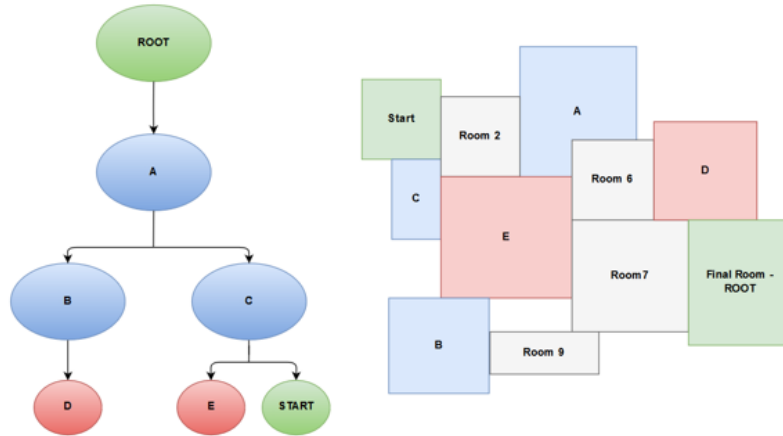 ROOT
A
B
C
D
E
START
Start
Room 2
A
C
Room 6
D
E
Room7
Final Room -
ROOT
B
Room 9